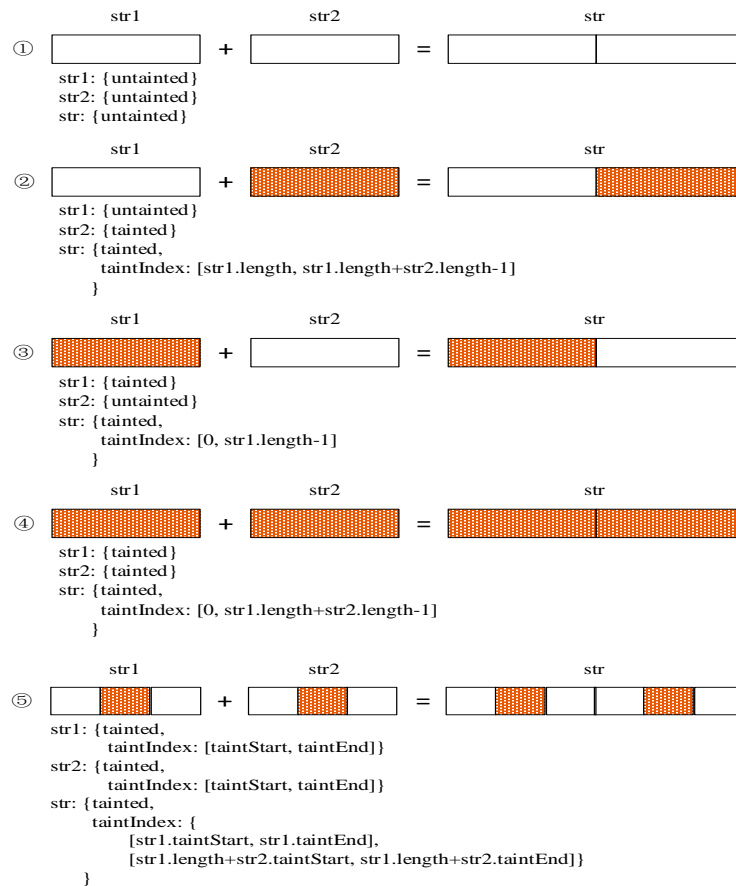 str1 str2 str
① + =
str1: {untainted}
str2: {untainted}
str: {untainted}
str1 str2 str
② + =
str1: {untainted}
str2: {tainted}
str: {tainted,
taintIndex: [str1.length, str1.length+str2.length-1]
}
str1 str2 str
③ + =
str1: {tainted}
str2: {untainted}
str: {tainted,
taintIndex: [0, str1.length-1]
}
str1 str2 str
④ + =
str1: {tainted}
str2: {tainted}
str: {tainted,
taintIndex: [0, str1.length+str2.length-1]
}
str1 str2 str
⑤ + =
str1: {tainted,
taintIndex: [taintStart, taintEnd]}
str2: {tainted,
taintIndex: [taintStart, taintEnd]}
str: {tainted,
taintIndex: {
[str1.taintStart, str1.taintEnd],
[str1.length+str2.taintStart, str1.length+str2.taintEnd]}
}